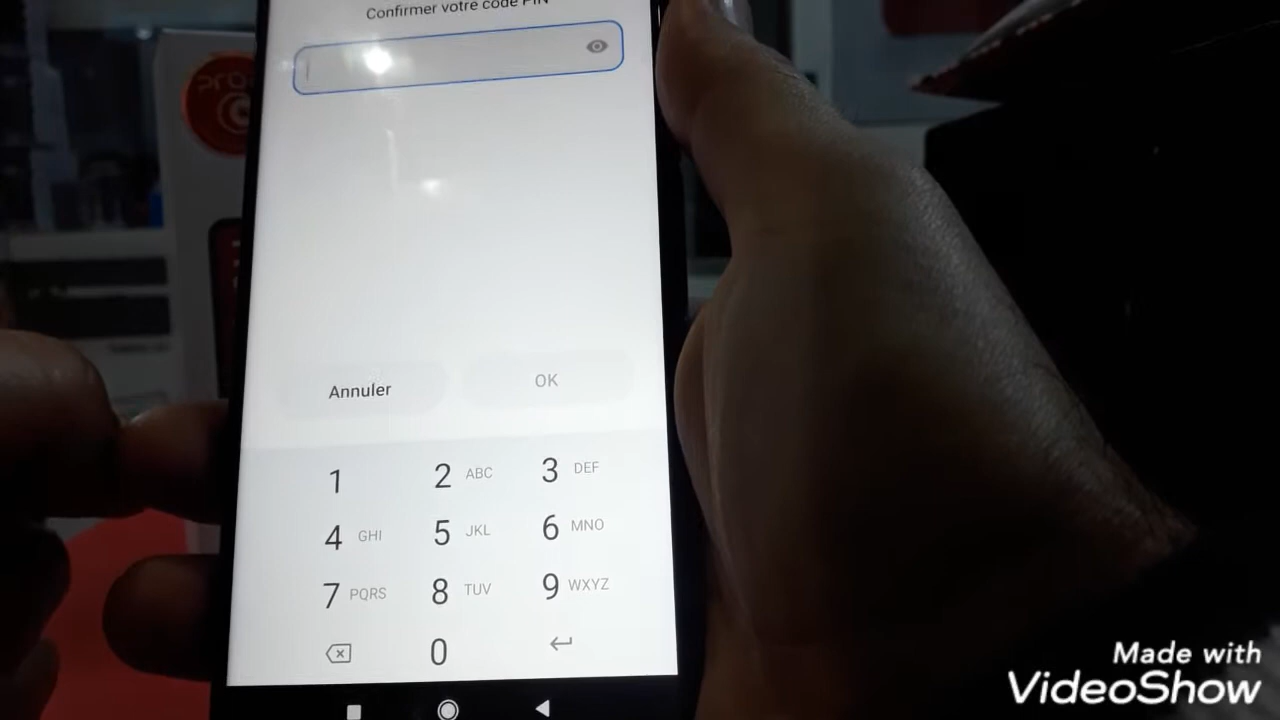 Confirmer votre code PIN
Annuler
OK
1
2 ABC
3 DEF
4 GHI
5 JKL
6 MNO
7 PQRS
8 TUV
9 WXYZ
0
Made with
VideoShow